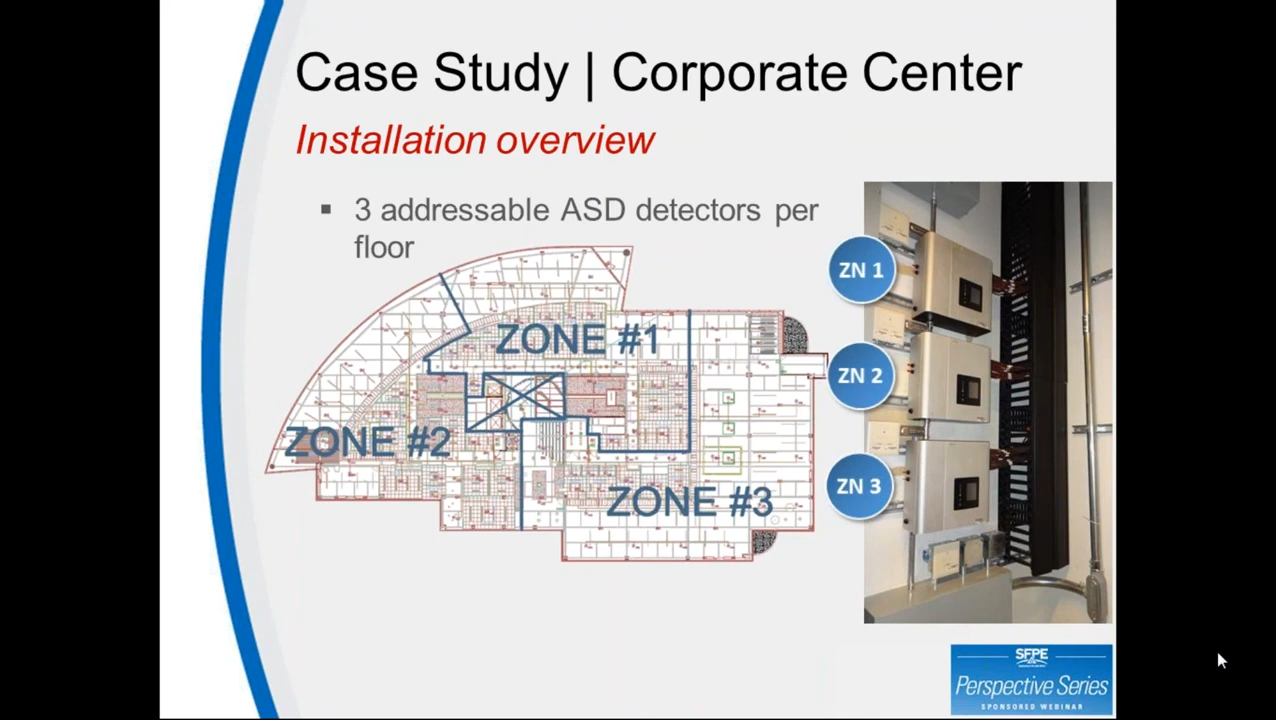 Case Study | Corporate Center
Installation overview
▪ 3 addressable ASD detectors per
floor
ZONE #1
ZONE #2
ZONE #3
ZN 1
ZN 2
ZN 3
SFPE
Perspective Series
SPONSORED WEBINAR